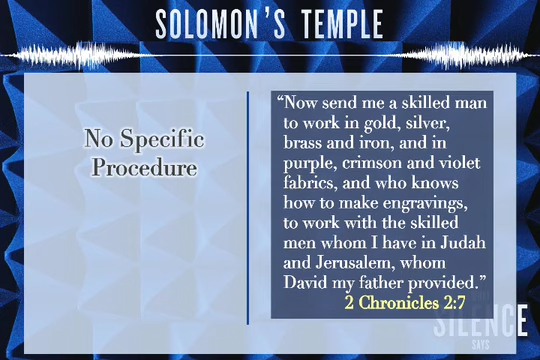 SOLOMON'S TEMPLE
No Specific
Procedure
“Now send me a skilled man
to work in gold, silver,
brass and iron, and in
purple, crimson and violet
fabrics, and who knows
how to make engravings,
to work with the skilled
men whom I have in Judah
and Jerusalem, whom
David my father provided.”
2 Chronicles 2:7
SILENCE
SAYS